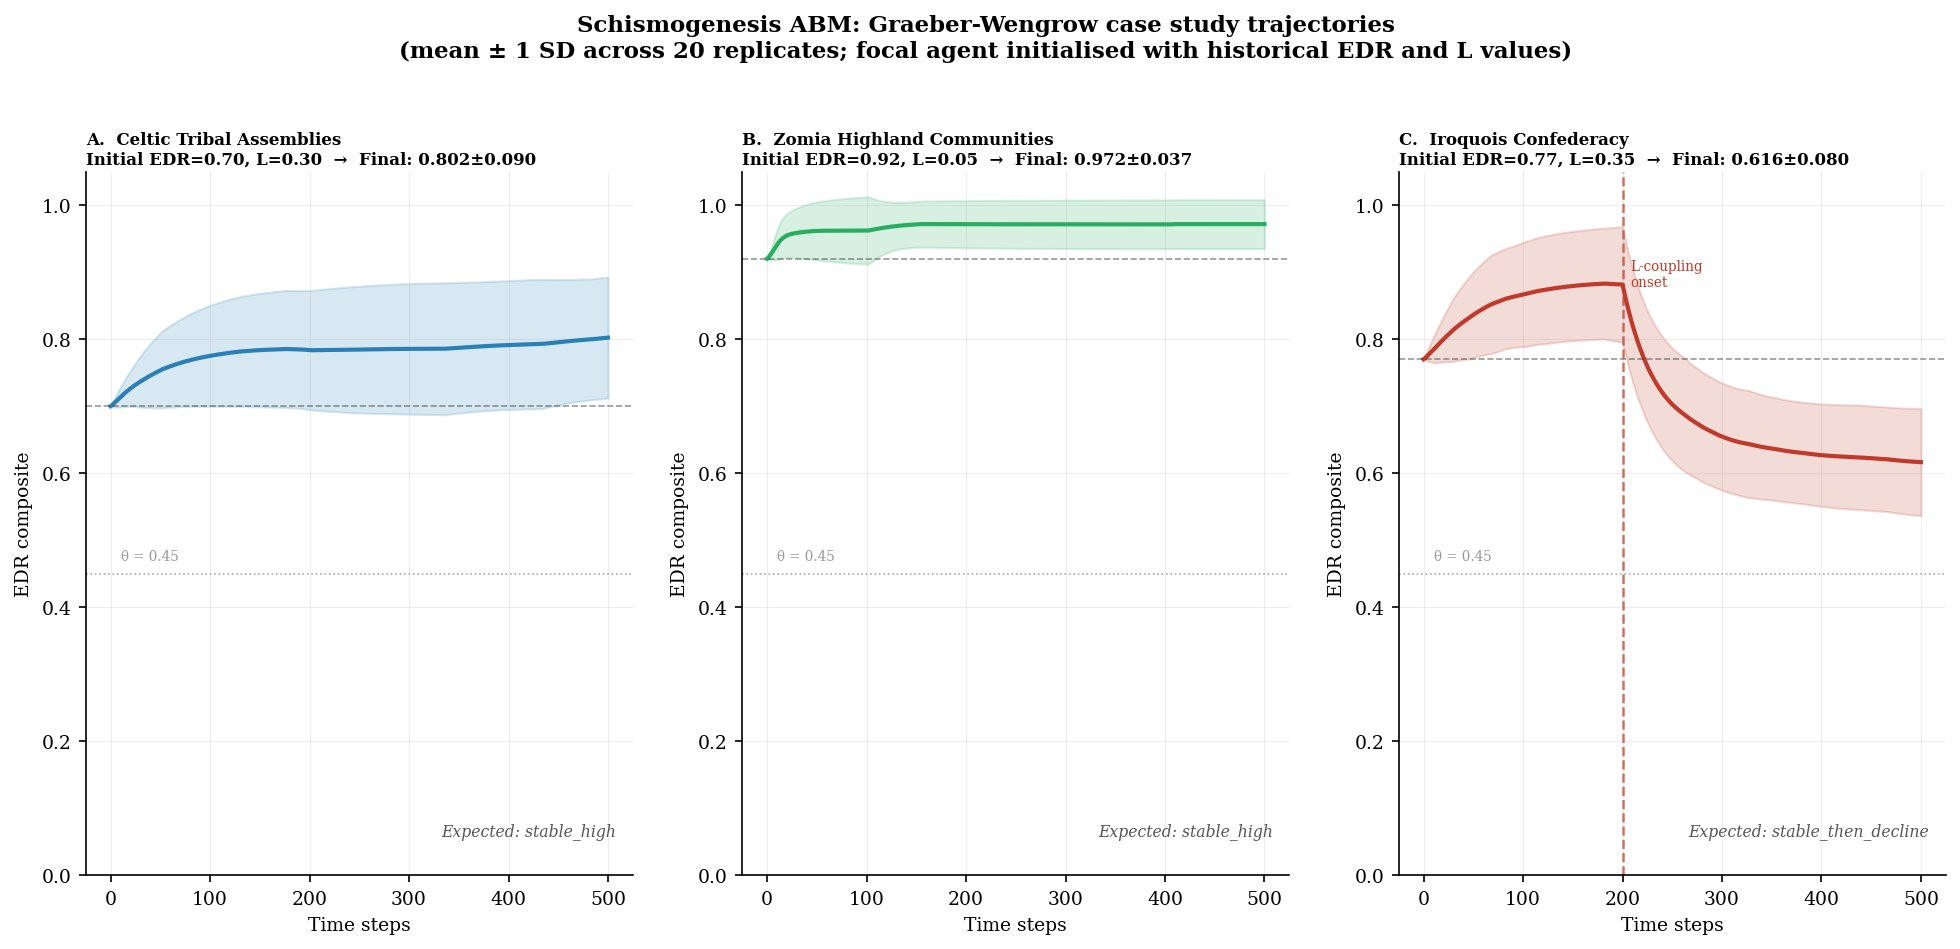 Schismogenesis ABM: Graeber-Wengrow case study trajectories
(mean ± 1 SD across 20 replicates; focal agent initialised with historical EDR and L values)
A.  Celtic Tribal Assemblies
Initial EDR=0.70, L=0.30  →  Final: 0.802±0.090
1.0
0.8
0.6
0.4
0.2
0.0
EDR composite
θ = 0.45
Expected: stable_high
0 100 200 300 400 500
Time steps
B.  Zomia Highland Communities
Initial EDR=0.92, L=0.05  →  Final: 0.972±0.037
1.0
0.8
0.6
0.4
0.2
0.0
EDR composite
θ = 0.45
Expected: stable_high
0 100 200 300 400 500
Time steps
C.  Iroquois Confederacy
Initial EDR=0.77, L=0.35  →  Final: 0.616±0.080
1.0
0.8
0.6
0.4
0.2
0.0
EDR composite
L-coupling
onset
θ = 0.45
Expected: stable_then_decline
0 100 200 300 400 500
Time steps